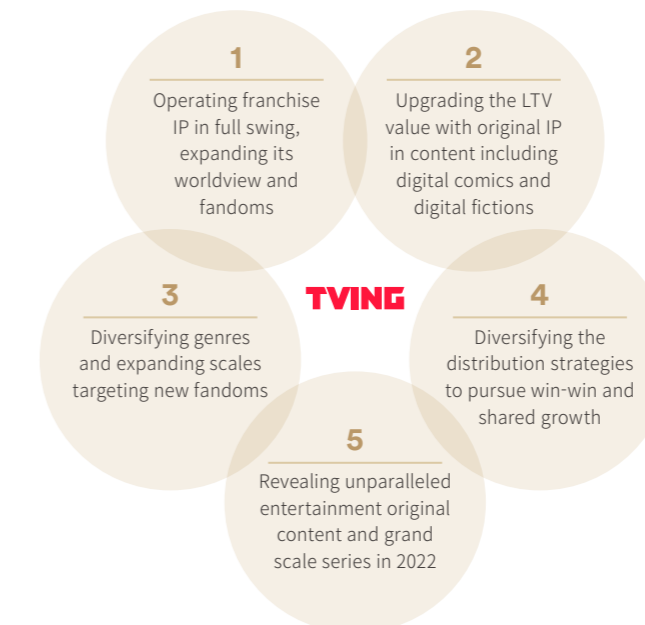 1
Operating franchise
IP in full swing,
expanding its
worldview and
fandoms
2
Upgrading the LTV
value with original IP
in content including
digital comics and
digital fictions
3
Diversifying genres
and expanding scales
targeting new fandoms
TVING
4
Diversifying the
distribution strategies
to pursue win-win and
shared growth
5
Revealing unparalleled
entertainment original
content and grand
scale series in 2022